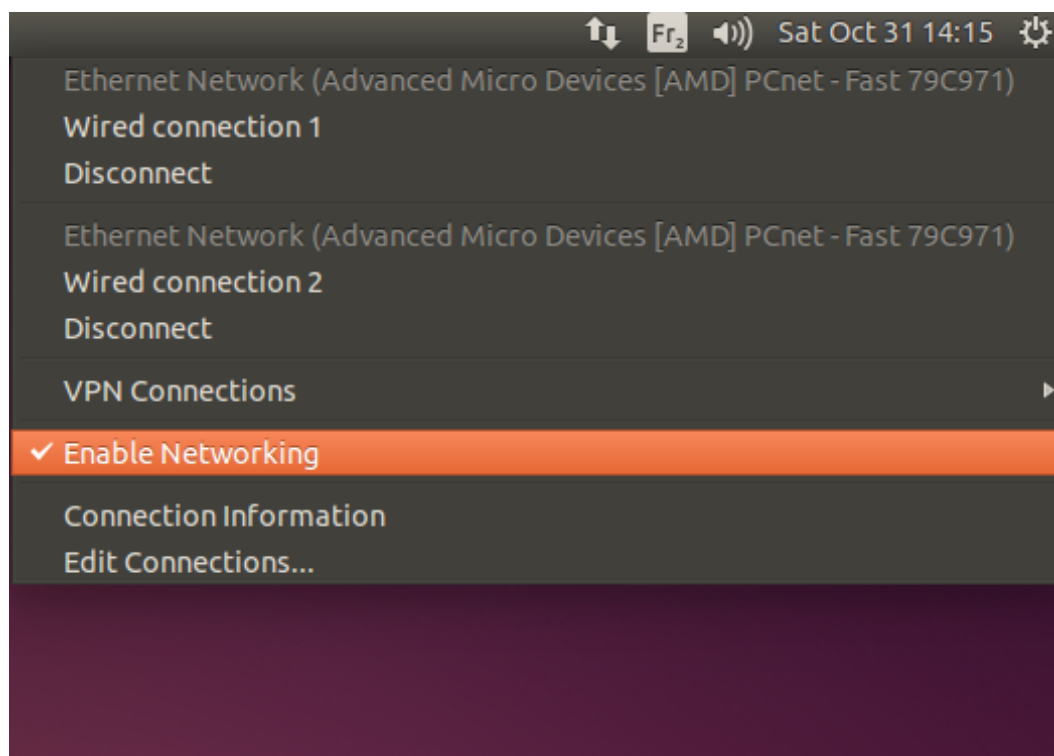 Fr2 Sat Oct 31 14:15
Ethernet Network (Advanced Micro Devices [AMD] PCnet - Fast 79C971)
Wired connection 1
Disconnect
Ethernet Network (Advanced Micro Devices [AMD] PCnet - Fast 79C971)
Wired connection 2
Disconnect
VPN Connections
Enable Networking
Connection Information
Edit Connections...